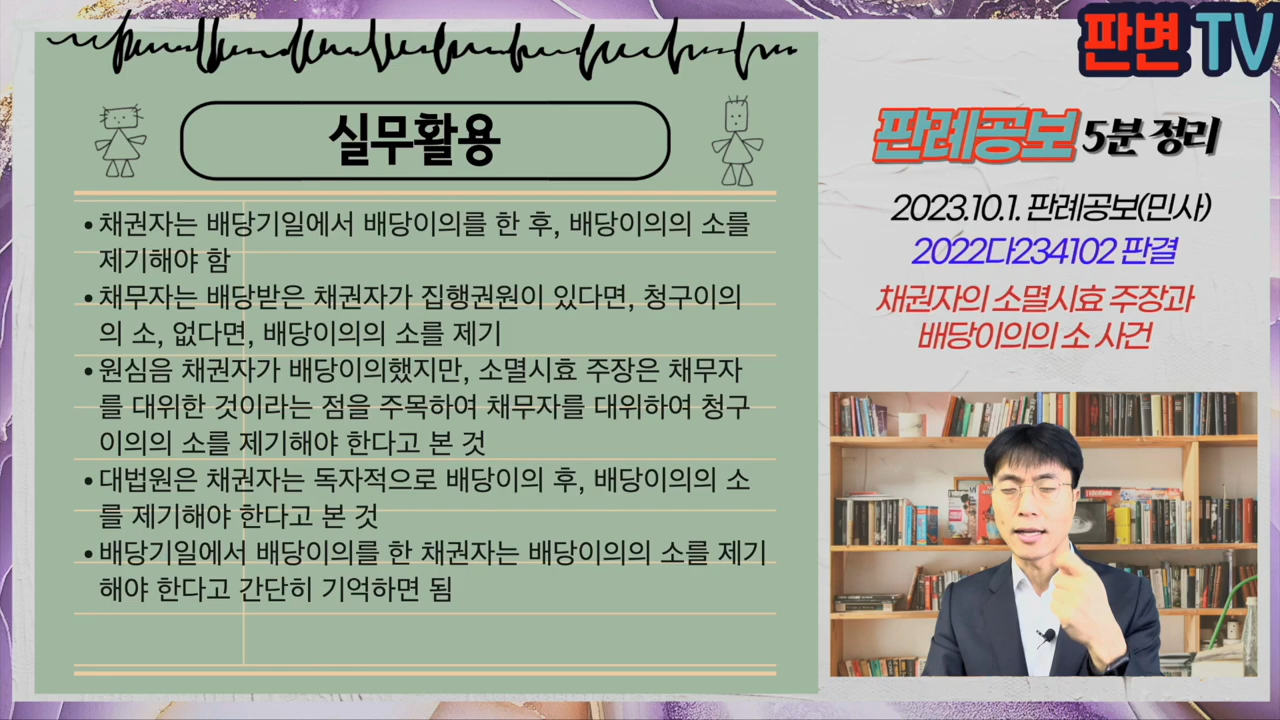 판변 TV
실무활용
• 채권자는 배당기일에서 배당이의를 한 후, 배당이의의 소를
제기해야 함
• 채무자는 배당받은 채권자가 집행권원이 있다면, 청구이의
의 소, 없다면, 배당이의의 소를 제기
• 원심음 채권자가 배당이의했지만, 소멸시효 주장은 채무자
를 대위한 것이라는 점을 주목하여 채무자를 대위하여 청구
이의의 소를 제기해야 한다고 본 것
• 대법원은 채권자는 독자적으로 배당이의 후, 배당이의의 소
를 제기해야 한다고 본 것
• 배당기일에서 배당이의를 한 채권자는 배당이의의 소를 제기
해야 한다고 간단히 기억하면 됨
판례공보 5분 정리
2023.10.1. 판례공보(민사)
2022다234102 판결
채권자의 소멸시효 주장과
배당이의의 소 사건